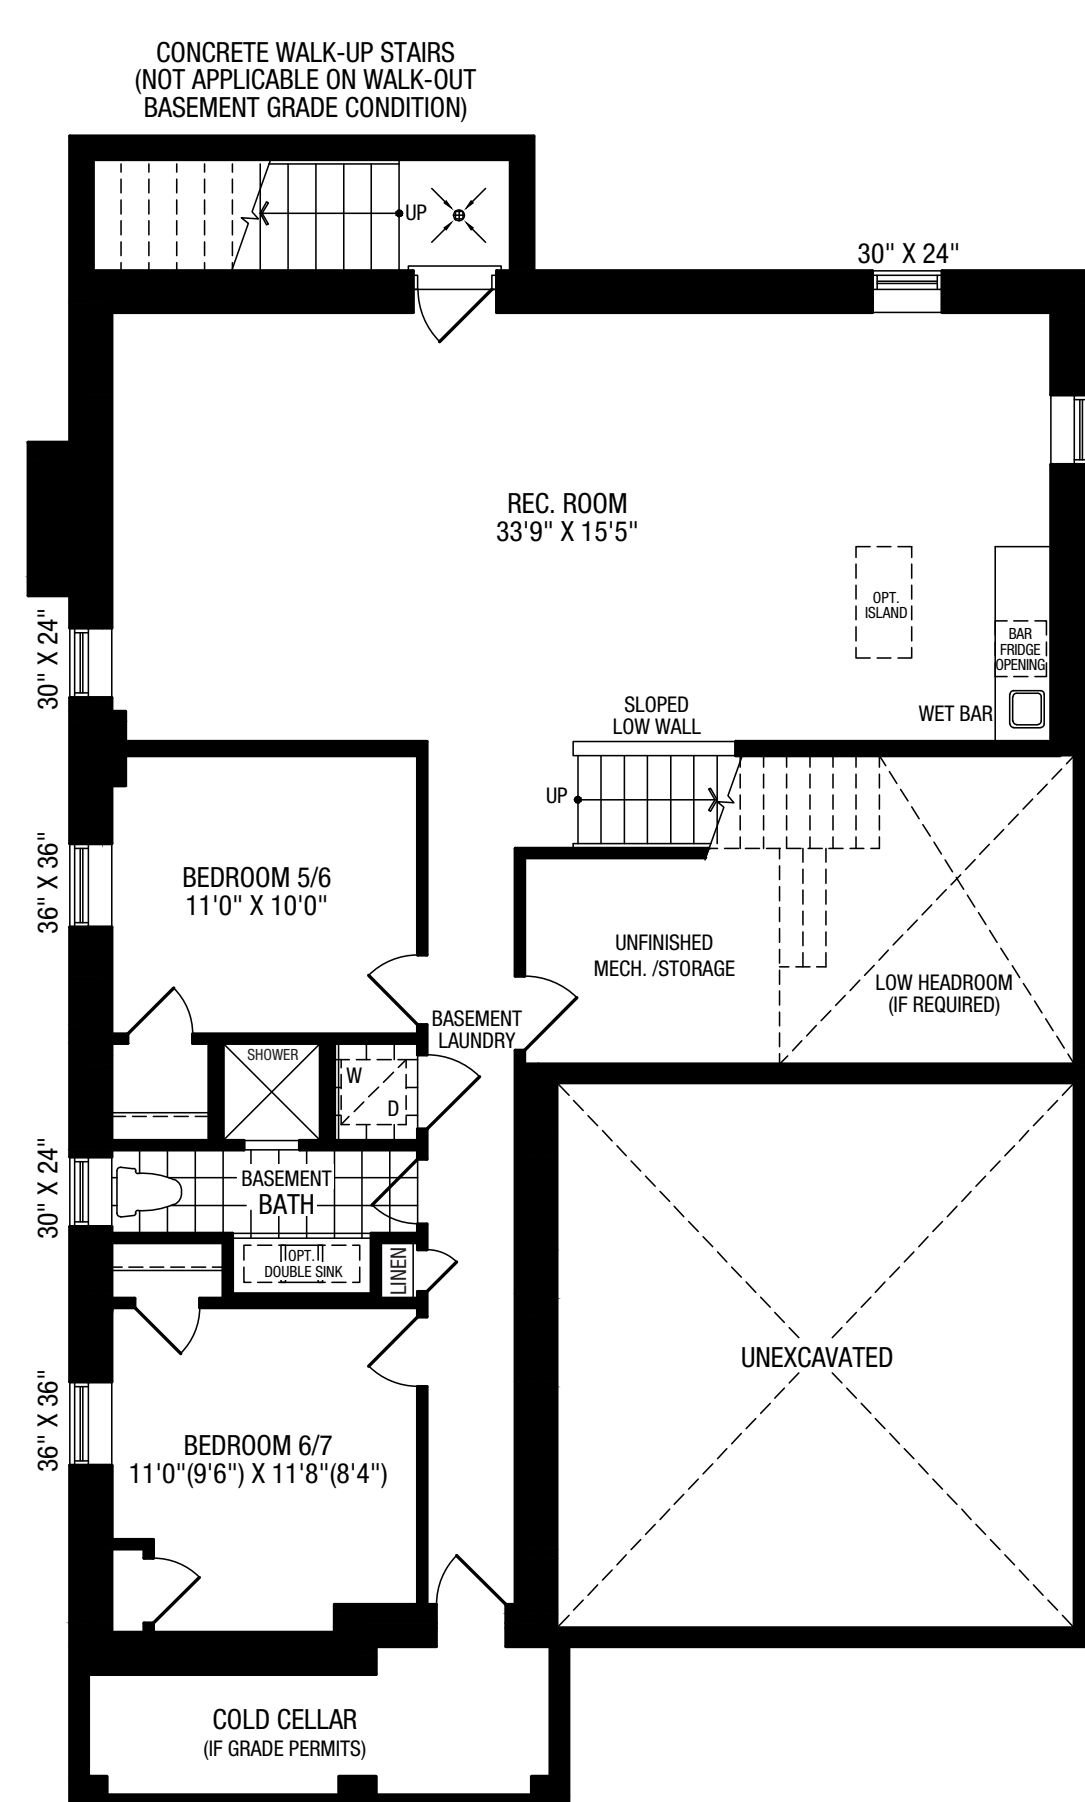 CONCRETE WALK-UP STAIRS
(NOT APPLICABLE ON WALK-OUT
BASEMENT GRADE CONDITION)
UP
30" X 24"
REC. ROOM
33'9" X 15'5"
OPT.
ISLAND
BAR
FRIDGE
OPENING
WET BAR
30" X 24"
SLOPED
LOW WALL
UP
36" X 36"
BEDROOM 5/6
11'0" X 10'0"
UNFINISHED
MECH. /STORAGE
LOW HEADROOM
(IF REQUIRED)
BASEMENT
LAUNDRY
SHOWER
W
D
30" X 24"
BASEMENT
BATH
OPT.
DOUBLE SINK
LINEN
UNEXCAVATED
36" X 36"
BEDROOM 6/7
11'0"(9'6") X 11'8"(8'4")
COLD CELLAR
(IF GRADE PERMITS)